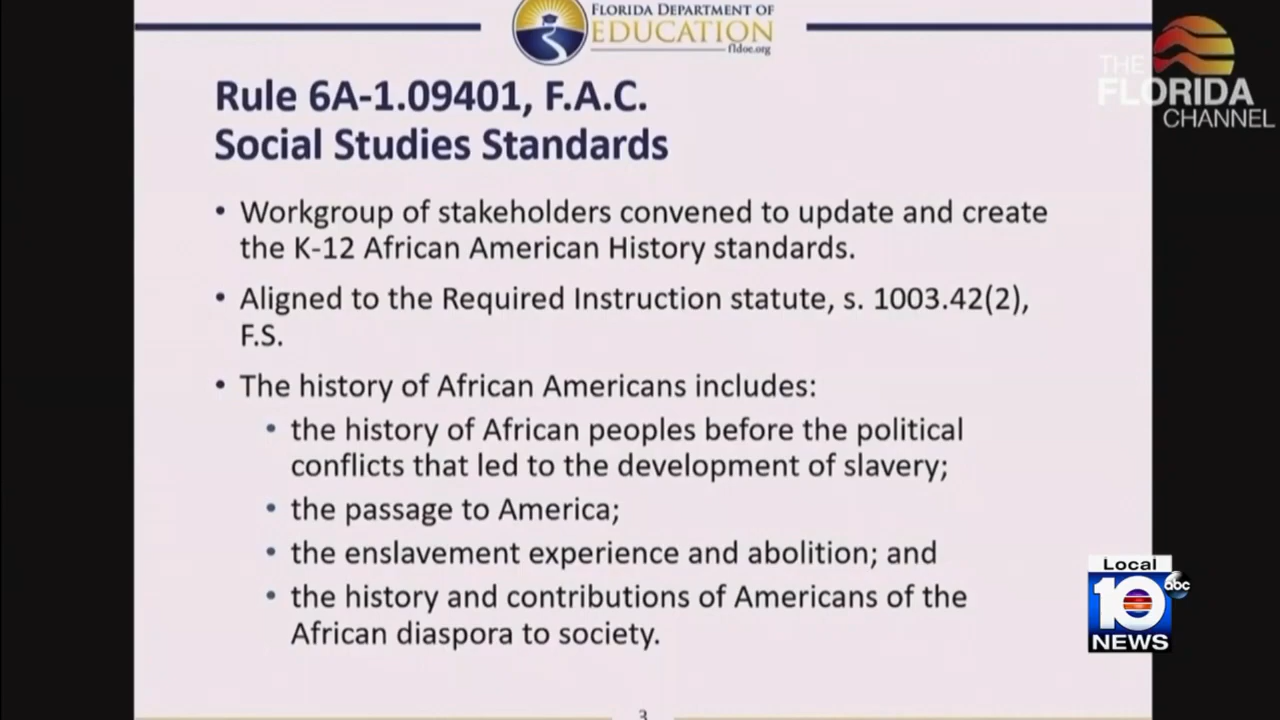 FLORIDA DEPARTMENT OF
EDUCATION
fldoe.org
THE
FLORIDA
CHANNEL
Rule 6A-1.09401, F.A.C.
Social Studies Standards
• Workgroup of stakeholders convened to update and create
the K-12 African American History standards.
• Aligned to the Required Instruction statute, s. 1003.42(2),
F.S.
• The history of African Americans includes:
• the history of African peoples before the political
conflicts that led to the development of slavery;
• the passage to America;
• the enslavement experience and abolition; and
• the history and contributions of Americans of the
African diaspora to society.
Local
10
abc
NEWS
3